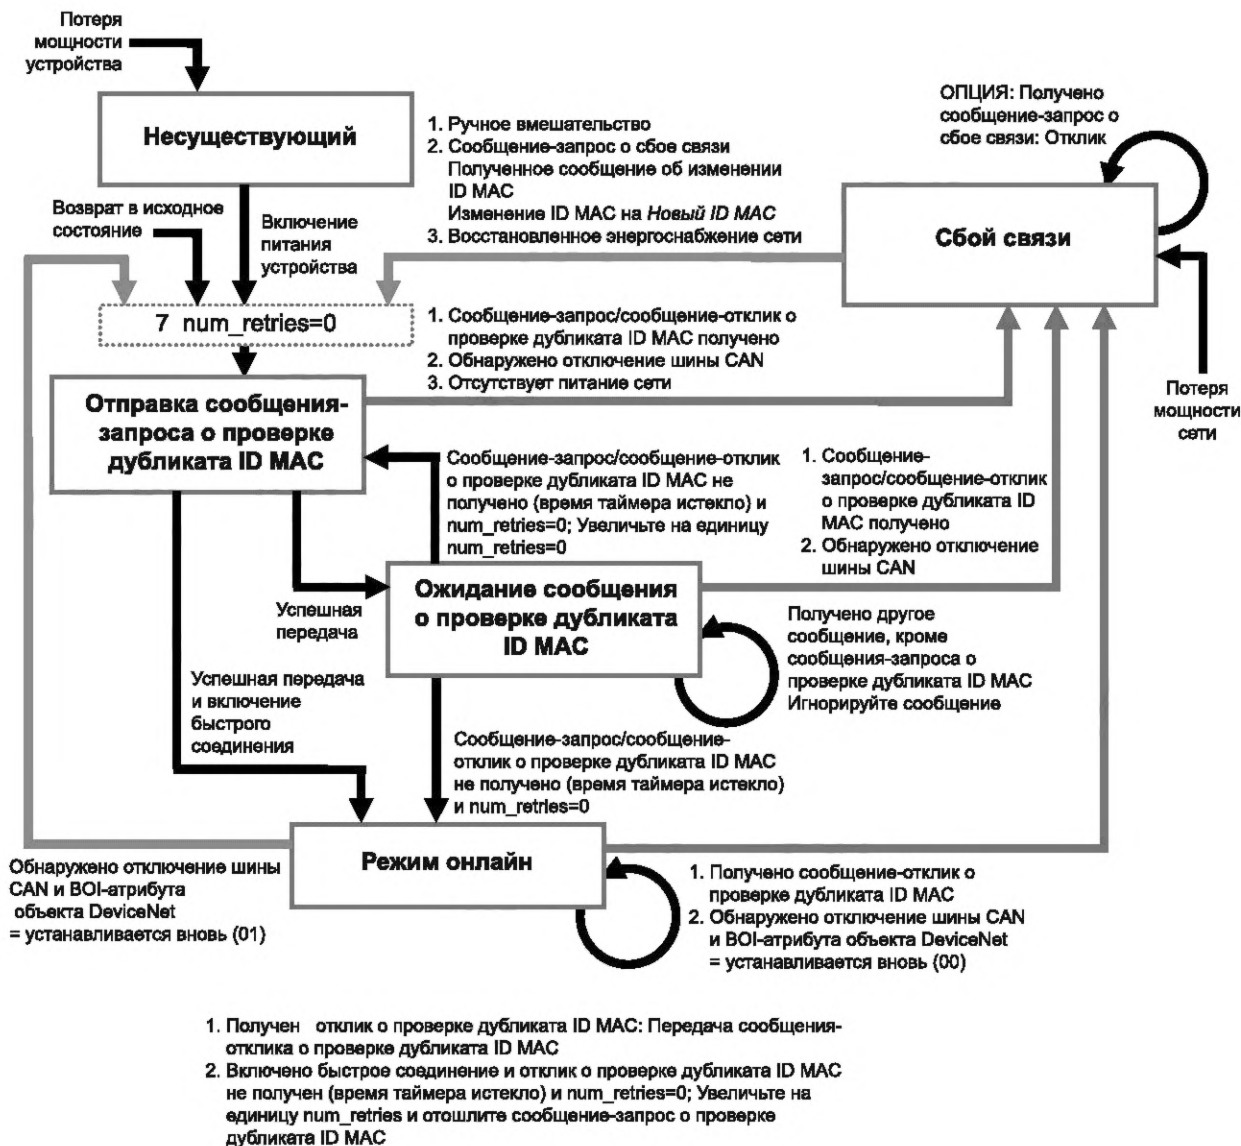 Потеря
мощности
устройства
Несуществующий
1. Ручное вмешательство
2. Сообщение-запрос о сбое связи
Полученное сообщение об изменении
ID MAC
Изменение ID MAC на Новый ID MAC
3. Восстановленное энергоснабжение сети
ОПЦИЯ: Получено
сообщение-запрос о
сбое связи: Отклик
Сбой связи
Возврат в исходное
состояние
Включение
питания
устройства
7 num_retries=0
1. Сообщение-запрос/сообщение-отклик о
проверке дубликата ID MAC получено
2. Обнаружено отключение шины CAN
3. Отсутствует питание сети
Потеря
мощности
сети
Отправка сообщения-
запроса о проверке
дубликата ID MAC
Сообщение-запрос/сообщение-отклик
о проверке дубликата ID MAC не
получено (время таймера истекло) и
num_retries=0; Увеличьте на единицу
num_retries=0
1. Сообщение-
запрос/сообщение-отклик
о проверке дубликата ID
MAC получено
2. Обнаружено отключение
шины CAN
Успешная
передача
Ожидание сообщения
о проверке дубликата
ID MAC
Получено другое
сообщение, кроме
сообщения-запроса о
проверке дубликата ID MAC
Игнорируйте сообщение
Успешная передача
и включение
быстрого
соединения
Сообщение-запрос/сообщение-
отклик о проверке дубликата ID MAC
не получено (время таймера истекло)
и num_retries=0
Режим онлайн
Обнаружено отключение шины
CAN и BOI-атрибута
объекта DeviceNet
= устанавливается вновь (01)
1. Получено сообщение-отклик о
проверке дубликата ID MAC
2. Обнаружено отключение шины CAN
и BOI-атрибута объекта DeviceNet
= устанавливается вновь (00)
1. Получен отклик о проверке дубликата ID MAC: Передача сообщения-
отклика о проверке дубликата ID MAC
2. Включено быстрое соединение и отклик о проверке дубликата ID MAC
не получен (время таймера истекло) и num_retries=0; Увеличьте на
единицу num_retries и отошлите сообщение-запрос о проверке
дубликата ID MAC